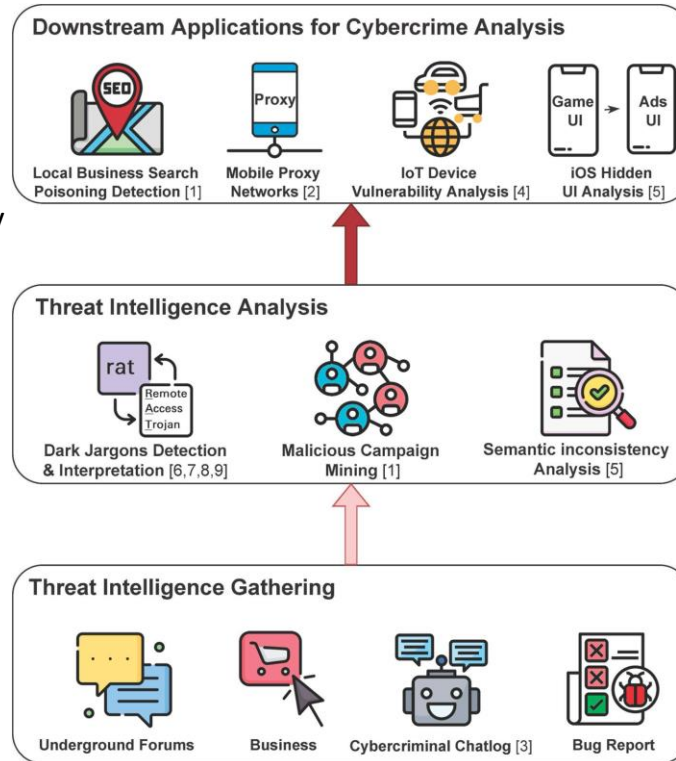 Downstream Applications for Cybercrime Analysis
SEO
Proxy
Game
UI
Ads
UI
Local Business Search
Poisoning Detection [1]
Mobile Proxy
Networks [2]
IoT Device
Vulnerability Analysis [4]
iOS Hidden
UI Analysis [5]
y
Threat Intelligence Analysis
rat
Remote
Access
Trojan
Dark Jargons Detection
& Interpretation [6,7,8,9]
Malicious Campaign
Mining [1]
Semantic inconsistency
Analysis [5]
Threat Intelligence Gathering
Underground Forums
Business
Cybercriminal Chatlog [3]
Bug Report